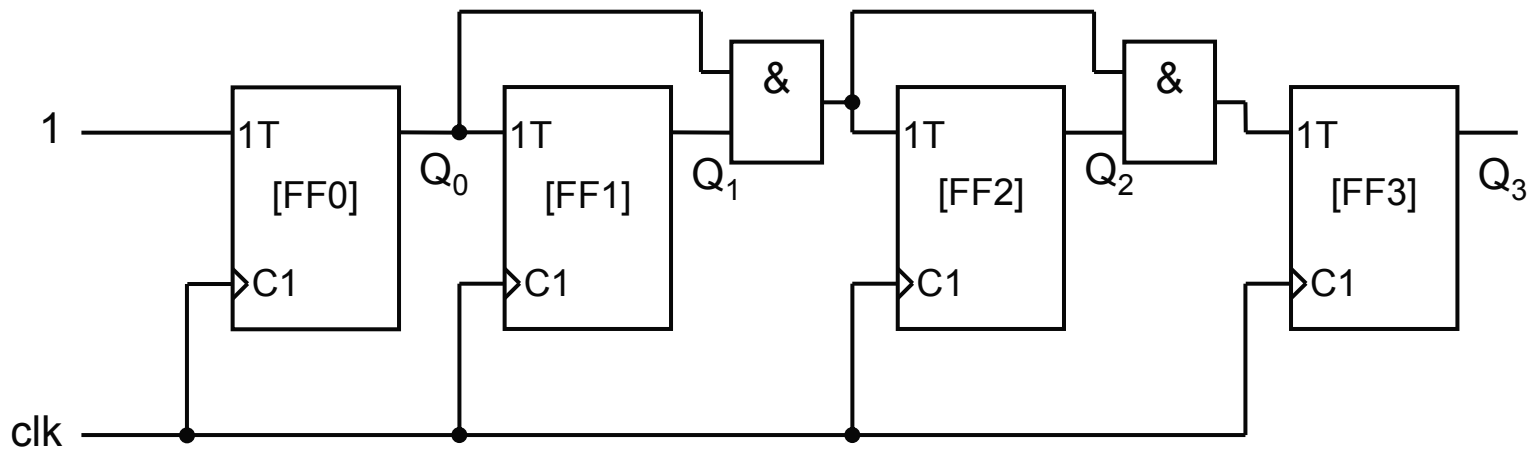 & &
1 1T 1T 1T 1T
Q0 Q1 Q2 Q3
[FF0] [FF1] [FF2] [FF3]
C1 C1 C1 C1
clk